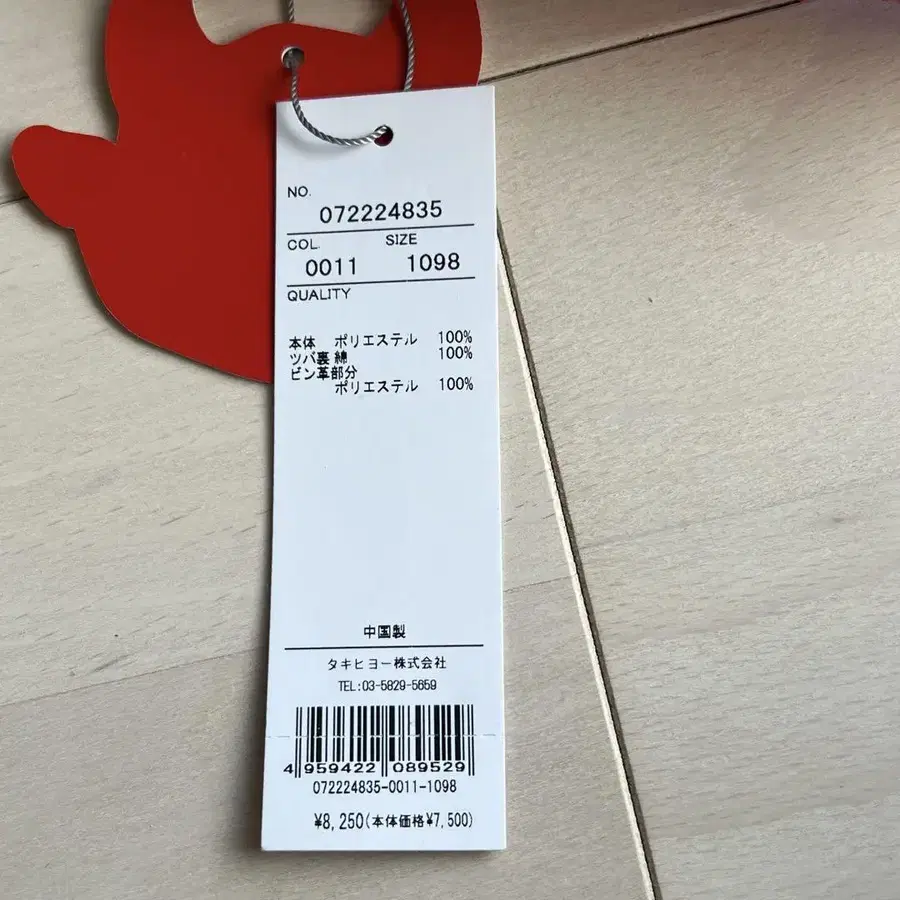 NO.
072224835
COL. SIZE
0011 1098
QUALITY
本体 ポリエステル 100%
ツバ裏 綿 100%
ビン革部分
ポリエステル 100%
中国製
タキヒヨー株式会社
TEL:03-5829-5659
4 959422 089529
072224835-0011-1098
¥8,250(本体価格¥7,500)